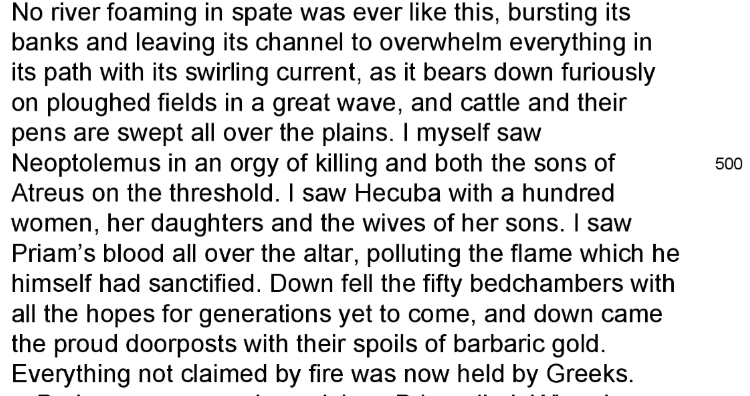 No river foaming in spate was ever like this, bursting its
banks and leaving its channel to overwhelm everything in
its path with its swirling current, as it bears down furiously
on ploughed fields in a great wave, and cattle and their
pens are swept all over the plains. I myself saw
Neoptolemus in an orgy of killing and both the sons of 500
Atreus on the threshold. I saw Hecuba with a hundred
women, her daughters and the wives of her sons. I saw
Priam’s blood all over the altar, polluting the flame which he
himself had sanctified. Down fell the fifty bedchambers with
all the hopes for generations yet to come, and down came
the proud doorposts with their spoils of barbaric gold.
Everything not claimed by fire was now held by Greeks.